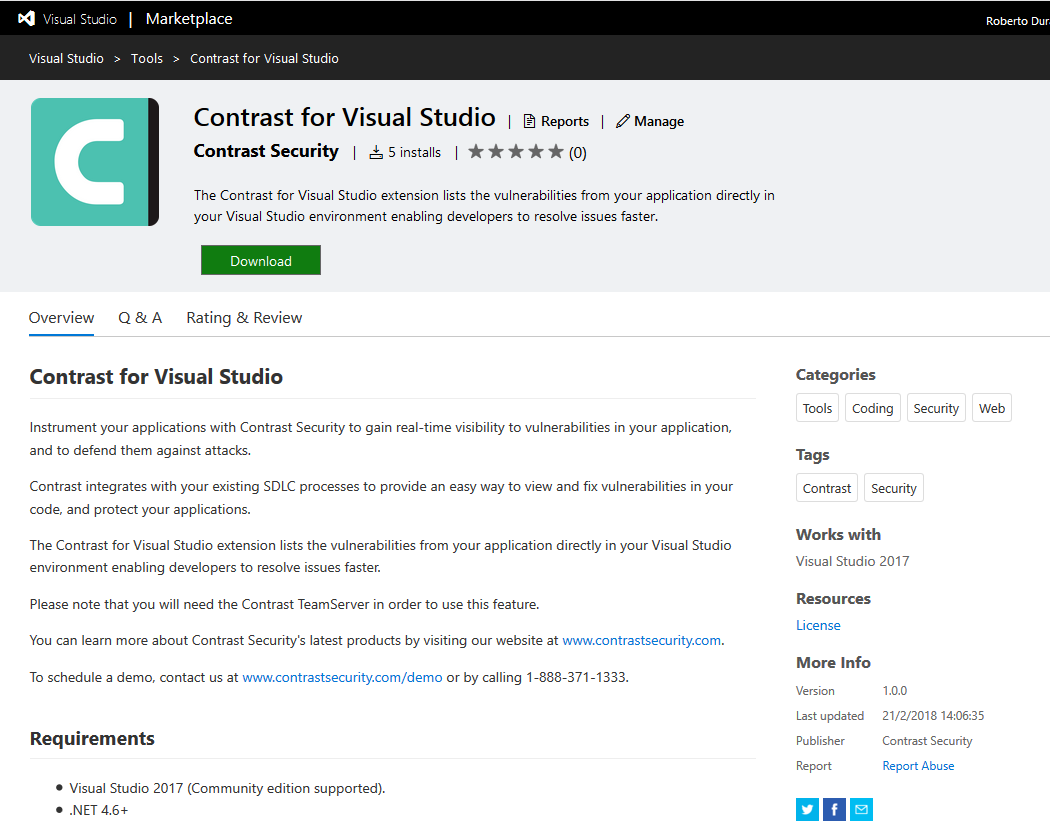 Visual Studio | Marketplace
Roberto Dur
Visual Studio > Tools > Contrast for Visual Studio
Contrast for Visual Studio | Reports | Manage
Contrast Security | 5 installs | ★★★★★ (0)
The Contrast for Visual Studio extension lists the vulnerabilities from your application directly in
your Visual Studio environment enabling developers to resolve issues faster.
Download
Overview Q & A Rating & Review
Contrast for Visual Studio
Instrument your applications with Contrast Security to gain real-time visibility to vulnerabilities in your application,
and to defend them against attacks.
Contrast integrates with your existing SDLC processes to provide an easy way to view and fix vulnerabilities in your
code, and protect your applications.
The Contrast for Visual Studio extension lists the vulnerabilities from your application directly in your Visual Studio
environment enabling developers to resolve issues faster.
Please note that you will need the Contrast TeamServer in order to use this feature.
You can learn more about Contrast Security's latest products by visiting our website at www.contrastsecurity.com.
To schedule a demo, contact us at www.contrastsecurity.com/demo or by calling 1-888-371-1333.
Requirements
• Visual Studio 2017 (Community edition supported).
• .NET 4.6+
Categories
Tools Coding Security Web
Tags
Contrast Security
Works with
Visual Studio 2017
Resources
License
More Info
Version 1.0.0
Last updated 21/2/2018 14:06:35
Publisher Contrast Security
Report Report Abuse